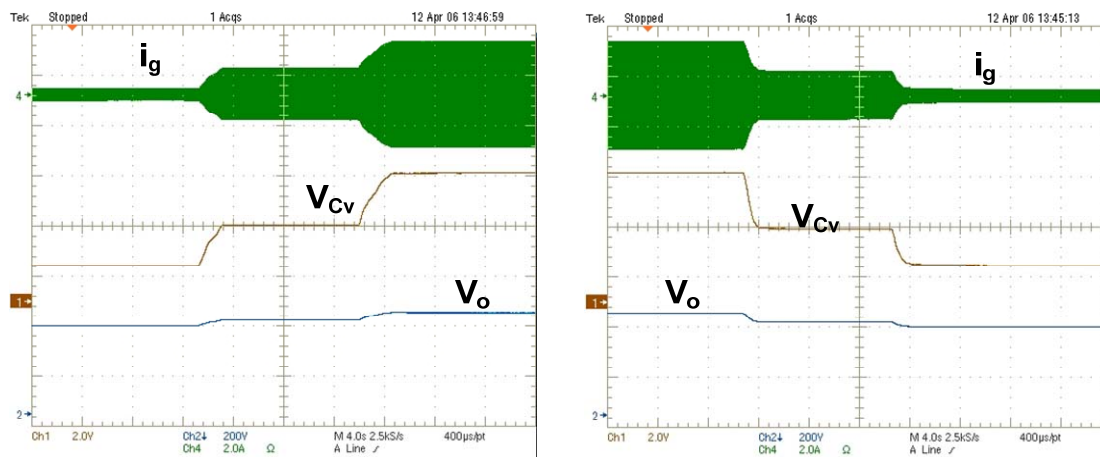 Tek Stopped 1 Acqs 12 Apr 06 13:46:59
ig
4
VCv
1
Vo
2
Ch1 2.0V Ch2↓ 200V M 4.0s 2.5kS/s 400µs/pt
Ch4 2.0A Ω A Line ⁄
Tek Stopped 1 Acqs 12 Apr 06 13:45:13
ig
4
VCv
1
Vo
2
Ch1 2.0V Ch2↓ 200V M 4.0s 2.5kS/s 400µs/pt
Ch4 2.0A Ω A Line ⁄